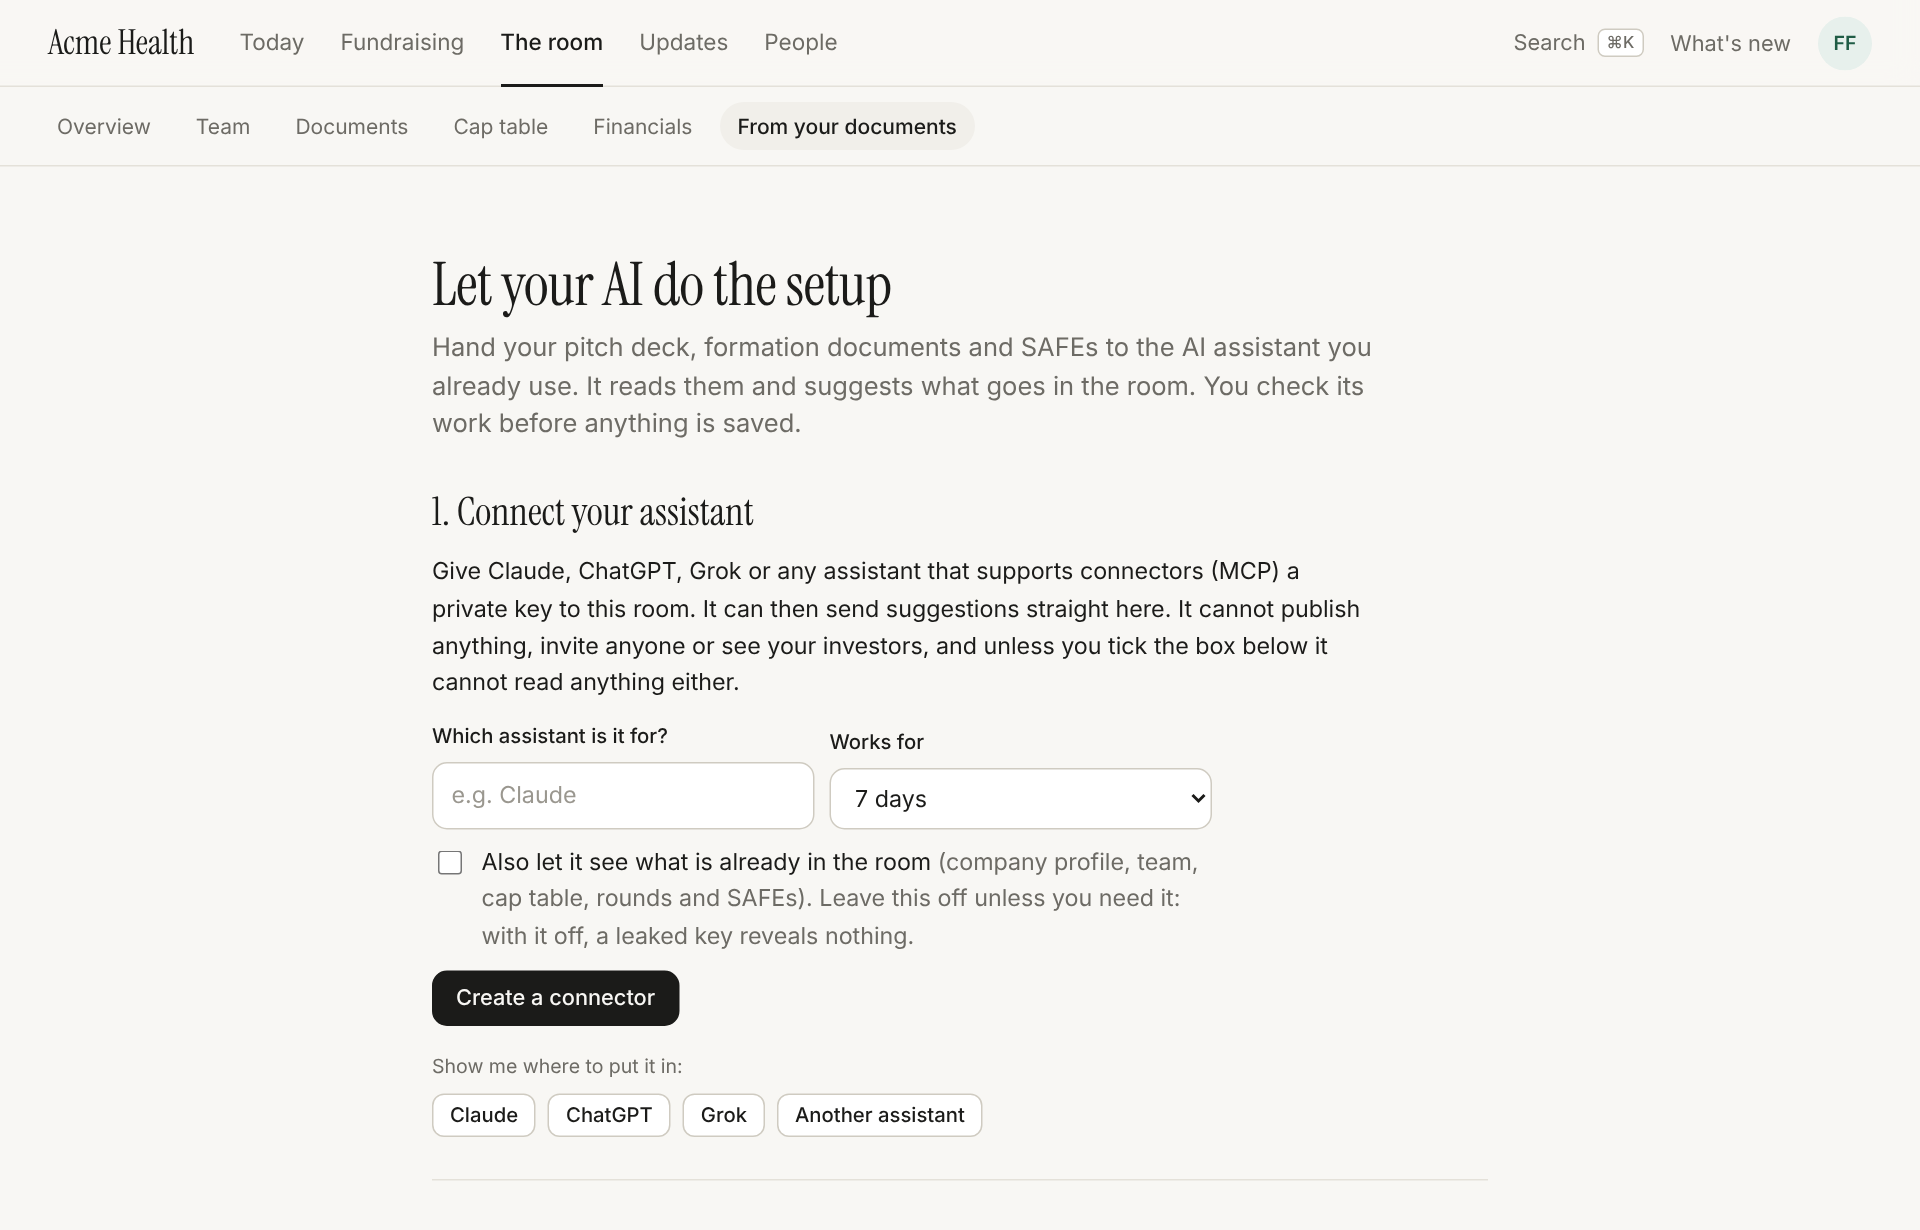 Acme Health
Today
Fundraising
The room
Updates
People
Search
⌘K
What's new
FF
Overview
Team
Documents
Cap table
Financials
From your documents
Let your AI do the setup
Hand your pitch deck, formation documents and SAFEs to the AI assistant you
already use. It reads them and suggests what goes in the room. You check its
work before anything is saved.
1. Connect your assistant
Give Claude, ChatGPT, Grok or any assistant that supports connectors (MCP) a
private key to this room. It can then send suggestions straight here. It cannot publish
anything, invite anyone or see your investors, and unless you tick the box below it
cannot read anything either.
Which assistant is it for?
Works for
e.g. Claude
7 days
Also let it see what is already in the room (company profile, team,
cap table, rounds and SAFEs). Leave this off unless you need it:
with it off, a leaked key reveals nothing.
Create a connector
Show me where to put it in:
Claude
ChatGPT
Grok
Another assistant